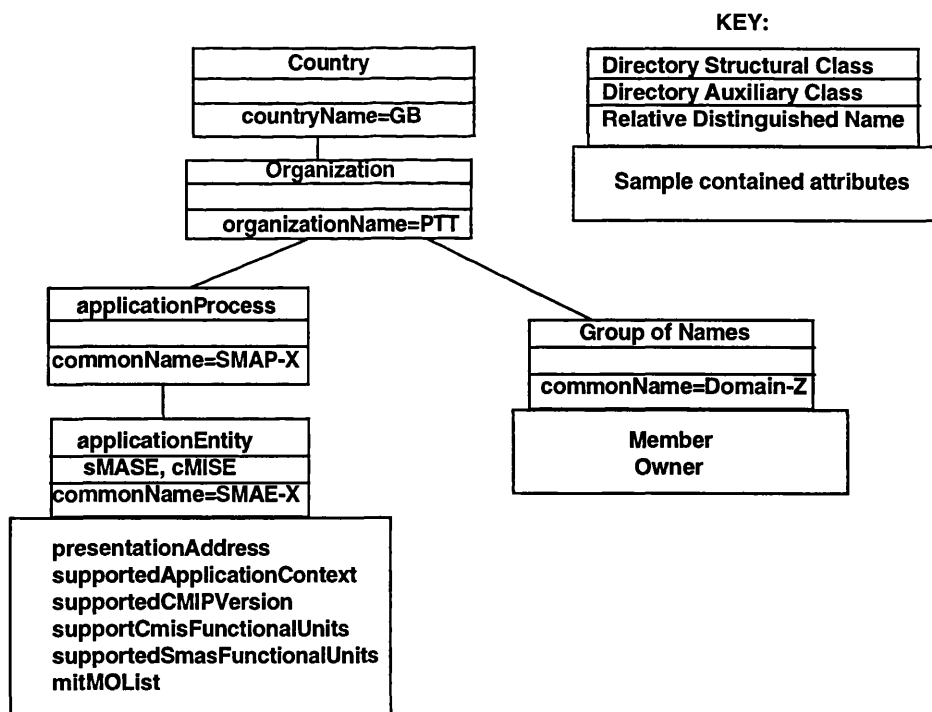 KEY:
Directory Structural Class
Directory Auxiliary Class
Relative Distinguished Name
Sample contained attributes
Country
countryName=GB
Organization
organizationName=PTT
applicationProcess
commonName=SMAP-X
applicationEntity
sMASE, cMISE
commonName=SMAE-X
presentationAddress
supportedApplicationContext
supportedCMIPVersion
supportCmisFunctionalUnits
supportedSmasFunctionalUnits
mitMOList
Group of Names
commonName=Domain-Z
Member
Owner